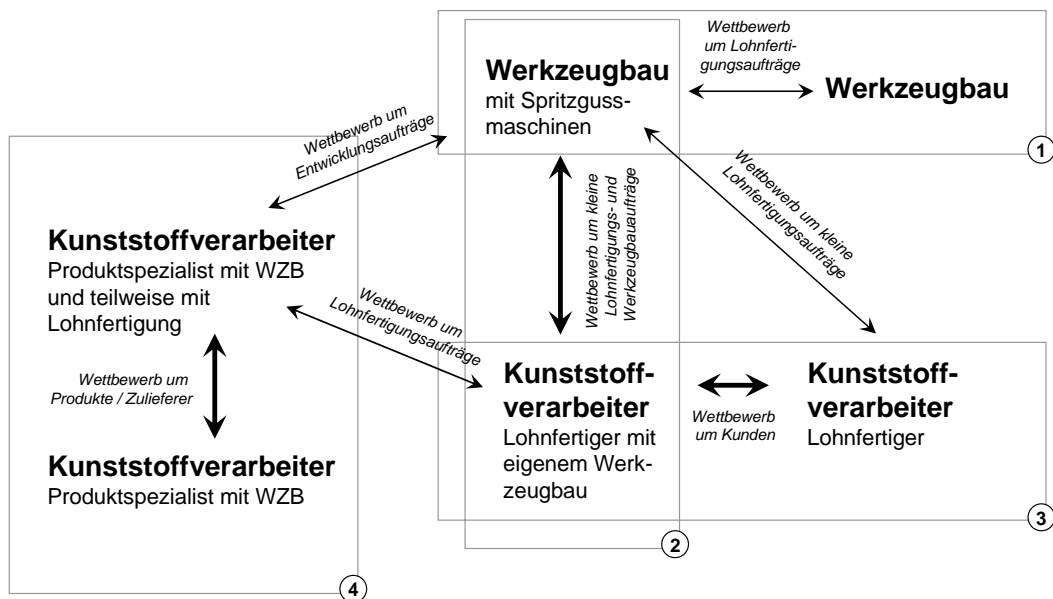 Wettbewerb
um Lohnferti-
gungsaufträge
Werkzeugbau
mit Spritzguss-
maschinen
Werkzeugbau
1
Wettbewerb um
Entwicklungsaufträge
Wettbewerb um kleine
Lohnfertigungs- und
Werkzeugbauaufträge
Wettbewerb um kleine
Lohnfertigungsaufträge
Kunststoffverarbeiter
Produktspezialist mit WZB
und teilweise mit
Lohnfertigung
Wettbewerb um
Lohnfertigungsaufträge
Wettbewerb um
Produkte / Zulieferer
Kunststoff-
verarbeiter
Lohnfertiger mit
eigenem Werk-
zeugbau
Wettbewerb
um Kunden
Kunststoff-
verarbeiter
Lohnfertiger
Kunststoffverarbeiter
Produktspezialist mit WZB
3
2
4